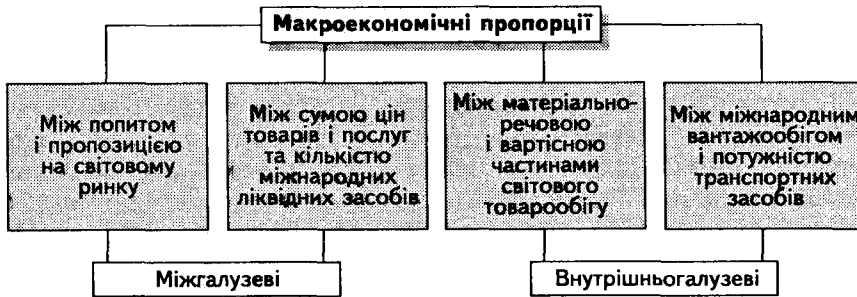 Макроекономічні пропорції
Між попитом
і пропозицією
на світовому
ринку
Між сумою цін
товарів і послуг
та кількістю
міжнародних
ліквідних засобів
Між матеріально-
речовою
і вартісною
частинами
світового
товарообігу
Між міжнародним
вантажообігом
і потужністю
транспортних
засобів
Міжгалузеві
Внутрішньогалузеві